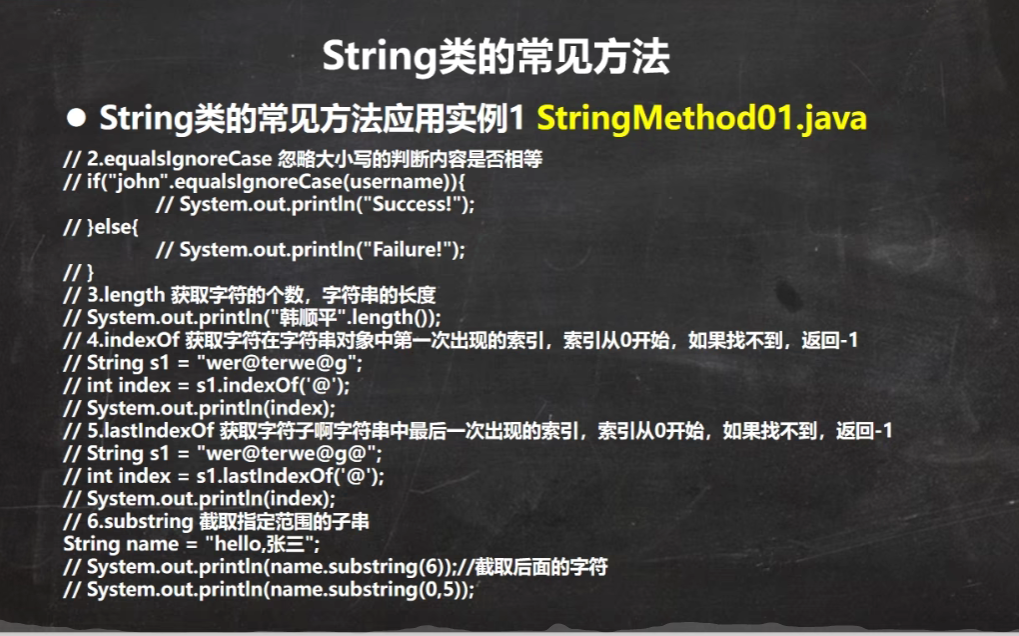 String类的常见方法
● String类的常见方法应用实例1 StringMethod01.java
// 2.equalsIgnoreCase 忽略大小写的判断内容是否相等
// if("john".equalsIgnoreCase(username)){
// System.out.println("Success!");
// }else{
// System.out.println("Failure!");
// }
// 3.length 获取字符的个数，字符串的长度
// System.out.println("韩顺平".length());
// 4.indexOf 获取字符在字符串对象中第一次出现的索引，索引从0开始，如果找不到，返回-1
// String s1 = "wer@terwe@g";
// int index = s1.indexOf('@');
// System.out.println(index);
// 5.lastIndexOf 获取字符子啊字符串中最后一次出现的索引，索引从0开始，如果找不到，返回-1
// String s1 = "wer@terwe@g@";
// int index = s1.lastIndexOf('@');
// System.out.println(index);
// 6.substring 截取指定范围的子串
String name = "hello,张三";
// System.out.println(name.substring(6));//截取后面的字符
// System.out.println(name.substring(0,5));